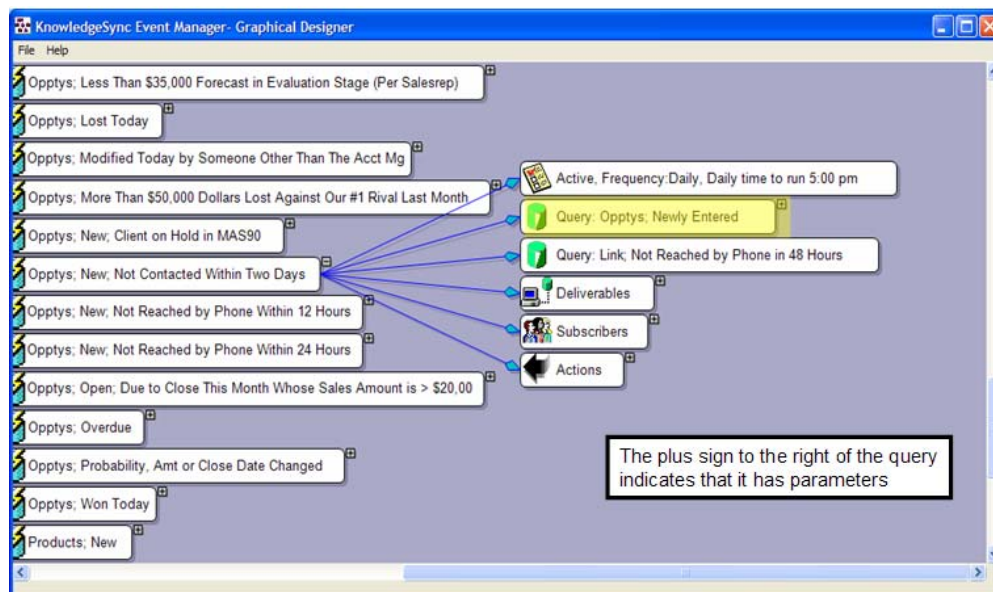 KnowledgeSync Event Manager- Graphical Designer
File Help
Opptys; Less Than $35,000 Forecast in Evaluation Stage (Per Salesrep)
Opptys; Lost Today
Opptys; Modified Today by Someone Other Than The Acct Mg
Opptys; More Than $50,000 Dollars Lost Against Our #1 Rival Last Month
Opptys; New; Client on Hold in MAS90
Opptys; New; Not Contacted Within Two Days
Opptys; New; Not Reached by Phone Within 12 Hours
Opptys; New; Not Reached by Phone Within 24 Hours
Opptys; Open; Due to Close This Month Whose Sales Amount is > $20,00
Opptys; Overdue
Opptys; Probability, Amt or Close Date Changed
Opptys; Won Today
Products; New
Active, Frequency:Daily, Daily time to run 5:00 pm
Query: Opptys; Newly Entered
Query: Link; Not Reached by Phone in 48 Hours
Deliverables
Subscribers
Actions
The plus sign to the right of the query
indicates that it has parameters